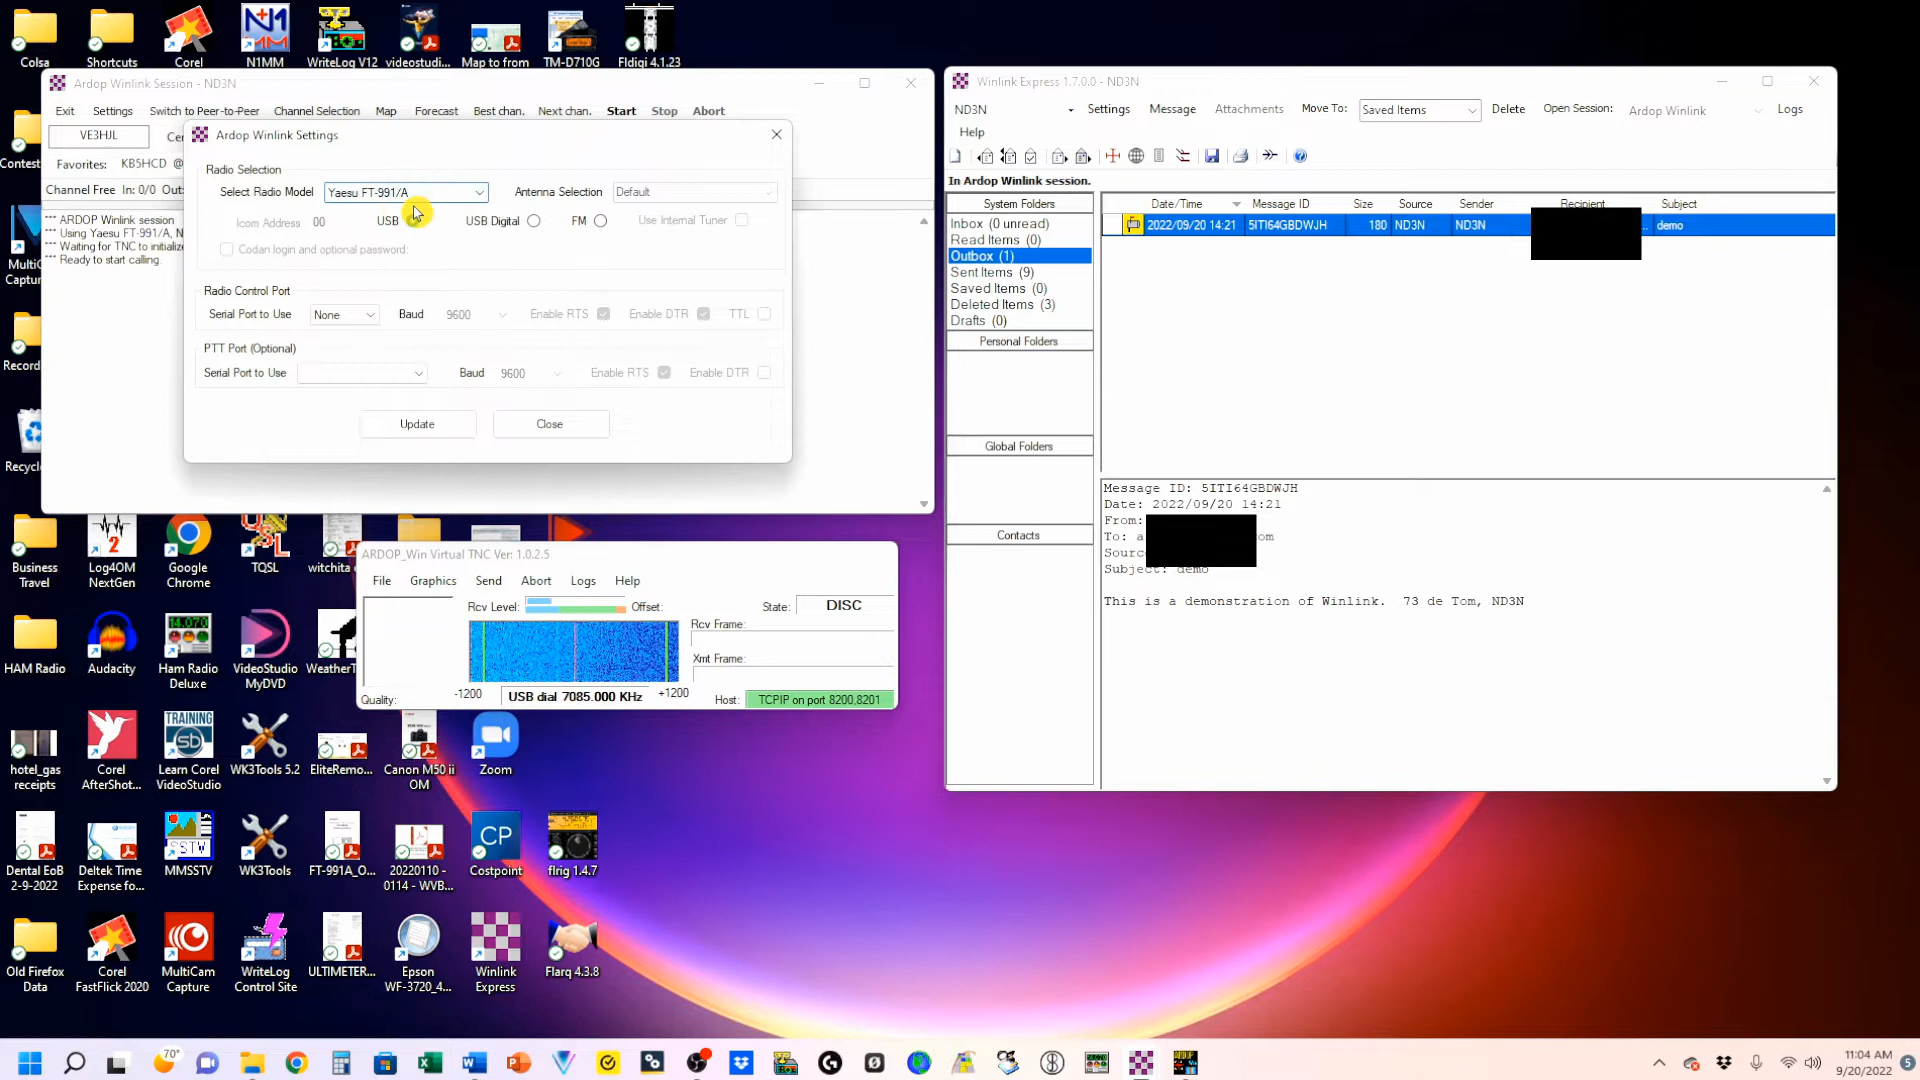 Colsa
Shortcuts
Corel
N1MM
WriteLog V12
videostudi...
Map to from
TM-D710G
Fldigi 4.1.23
Ardop Winlink Session - ND3N
Exit Settings Switch to Peer-to-Peer Channel Selection Map Forecast Best chan. Next chan. Start Stop Abort
VE3HJL
Favorites: KB5HCD @
Channel Free In: 0/0
*** ARDOP Winlink session
*** Using Yaesu FT-991/A,
*** Waiting for TNC to initialize
*** Ready to start calling.
Ardop Winlink Settings
Radio Selection
Select Radio Model Yaesu FT-991/A Antenna Selection Default
Icom Address 00 USB USB Digital FM Use Internal Tuner
Codan login and optional password:
Radio Control Port
Serial Port to Use None Baud 9600 Enable RTS Enable DTR TTL
PTT Port (Optional)
Serial Port to Use Baud 9600 Enable RTS Enable DTR
Update Close
Winlink Express 1.7.0.0 - ND3N
ND3N Settings Message Attachments Move To: Saved Items Delete Open Session: Ardop Winlink Logs
Help
In Ardop Winlink session.
System Folders
Inbox (0 unread)
Read Items (0)
Outbox (1)
Sent Items (9)
Saved Items (0)
Deleted Items (3)
Drafts (0)
Personal Folders
Global Folders
Contacts
Date/Time Message ID Size Source Sender Recipient Subject
2022/09/20 14:21 5ITI64GBDWJH 180 ND3N ND3N ... demo
Message ID: 5ITI64GBDWJH
Date: 2022/09/20 14:21
From:
To: a om
Sourc
Subject: demo
This is a demonstration of Winlink. 73 de Tom, ND3N
ARDOP_Win Virtual TNC Ver: 1.0.2.5
File Graphics Send Abort Logs Help
Rcv Level: Offset: State: DISC
Rcv Frame:
Xmt Frame:
-1200 USB dial 7085.000 KHz +1200
Quality: Host: TCPIP on port 8200,8201
Business Travel
Log4OM NextGen
Google Chrome
TQSL
witchita e
HAM Radio
Audacity
14.070
Ham Radio Deluxe
VideoStudio MyDVD
WeatherT
hotel_gas receipts
Corel AfterShot...
TRAINING
Learn Corel VideoStudio
WK3Tools 5.2
EliteRemo...
Canon M50 ii OM
Zoom
Dental EoB 2-9-2022
Deltek Time Expense fo...
SSTV
MMSSTV
WK3Tools
FT-991A_O...
20220110 - 0114 - WVB...
CP
Costpoint
flrig 1.4.7
Old Firefox Data
Corel FastFlick 2020
MultiCam Capture
WriteLog Control Site
ULTIMETER...
Epson WF-3720_4...
Winlink Express
Flarq 4.3.8
70°
11:04 AM
9/20/2022
5